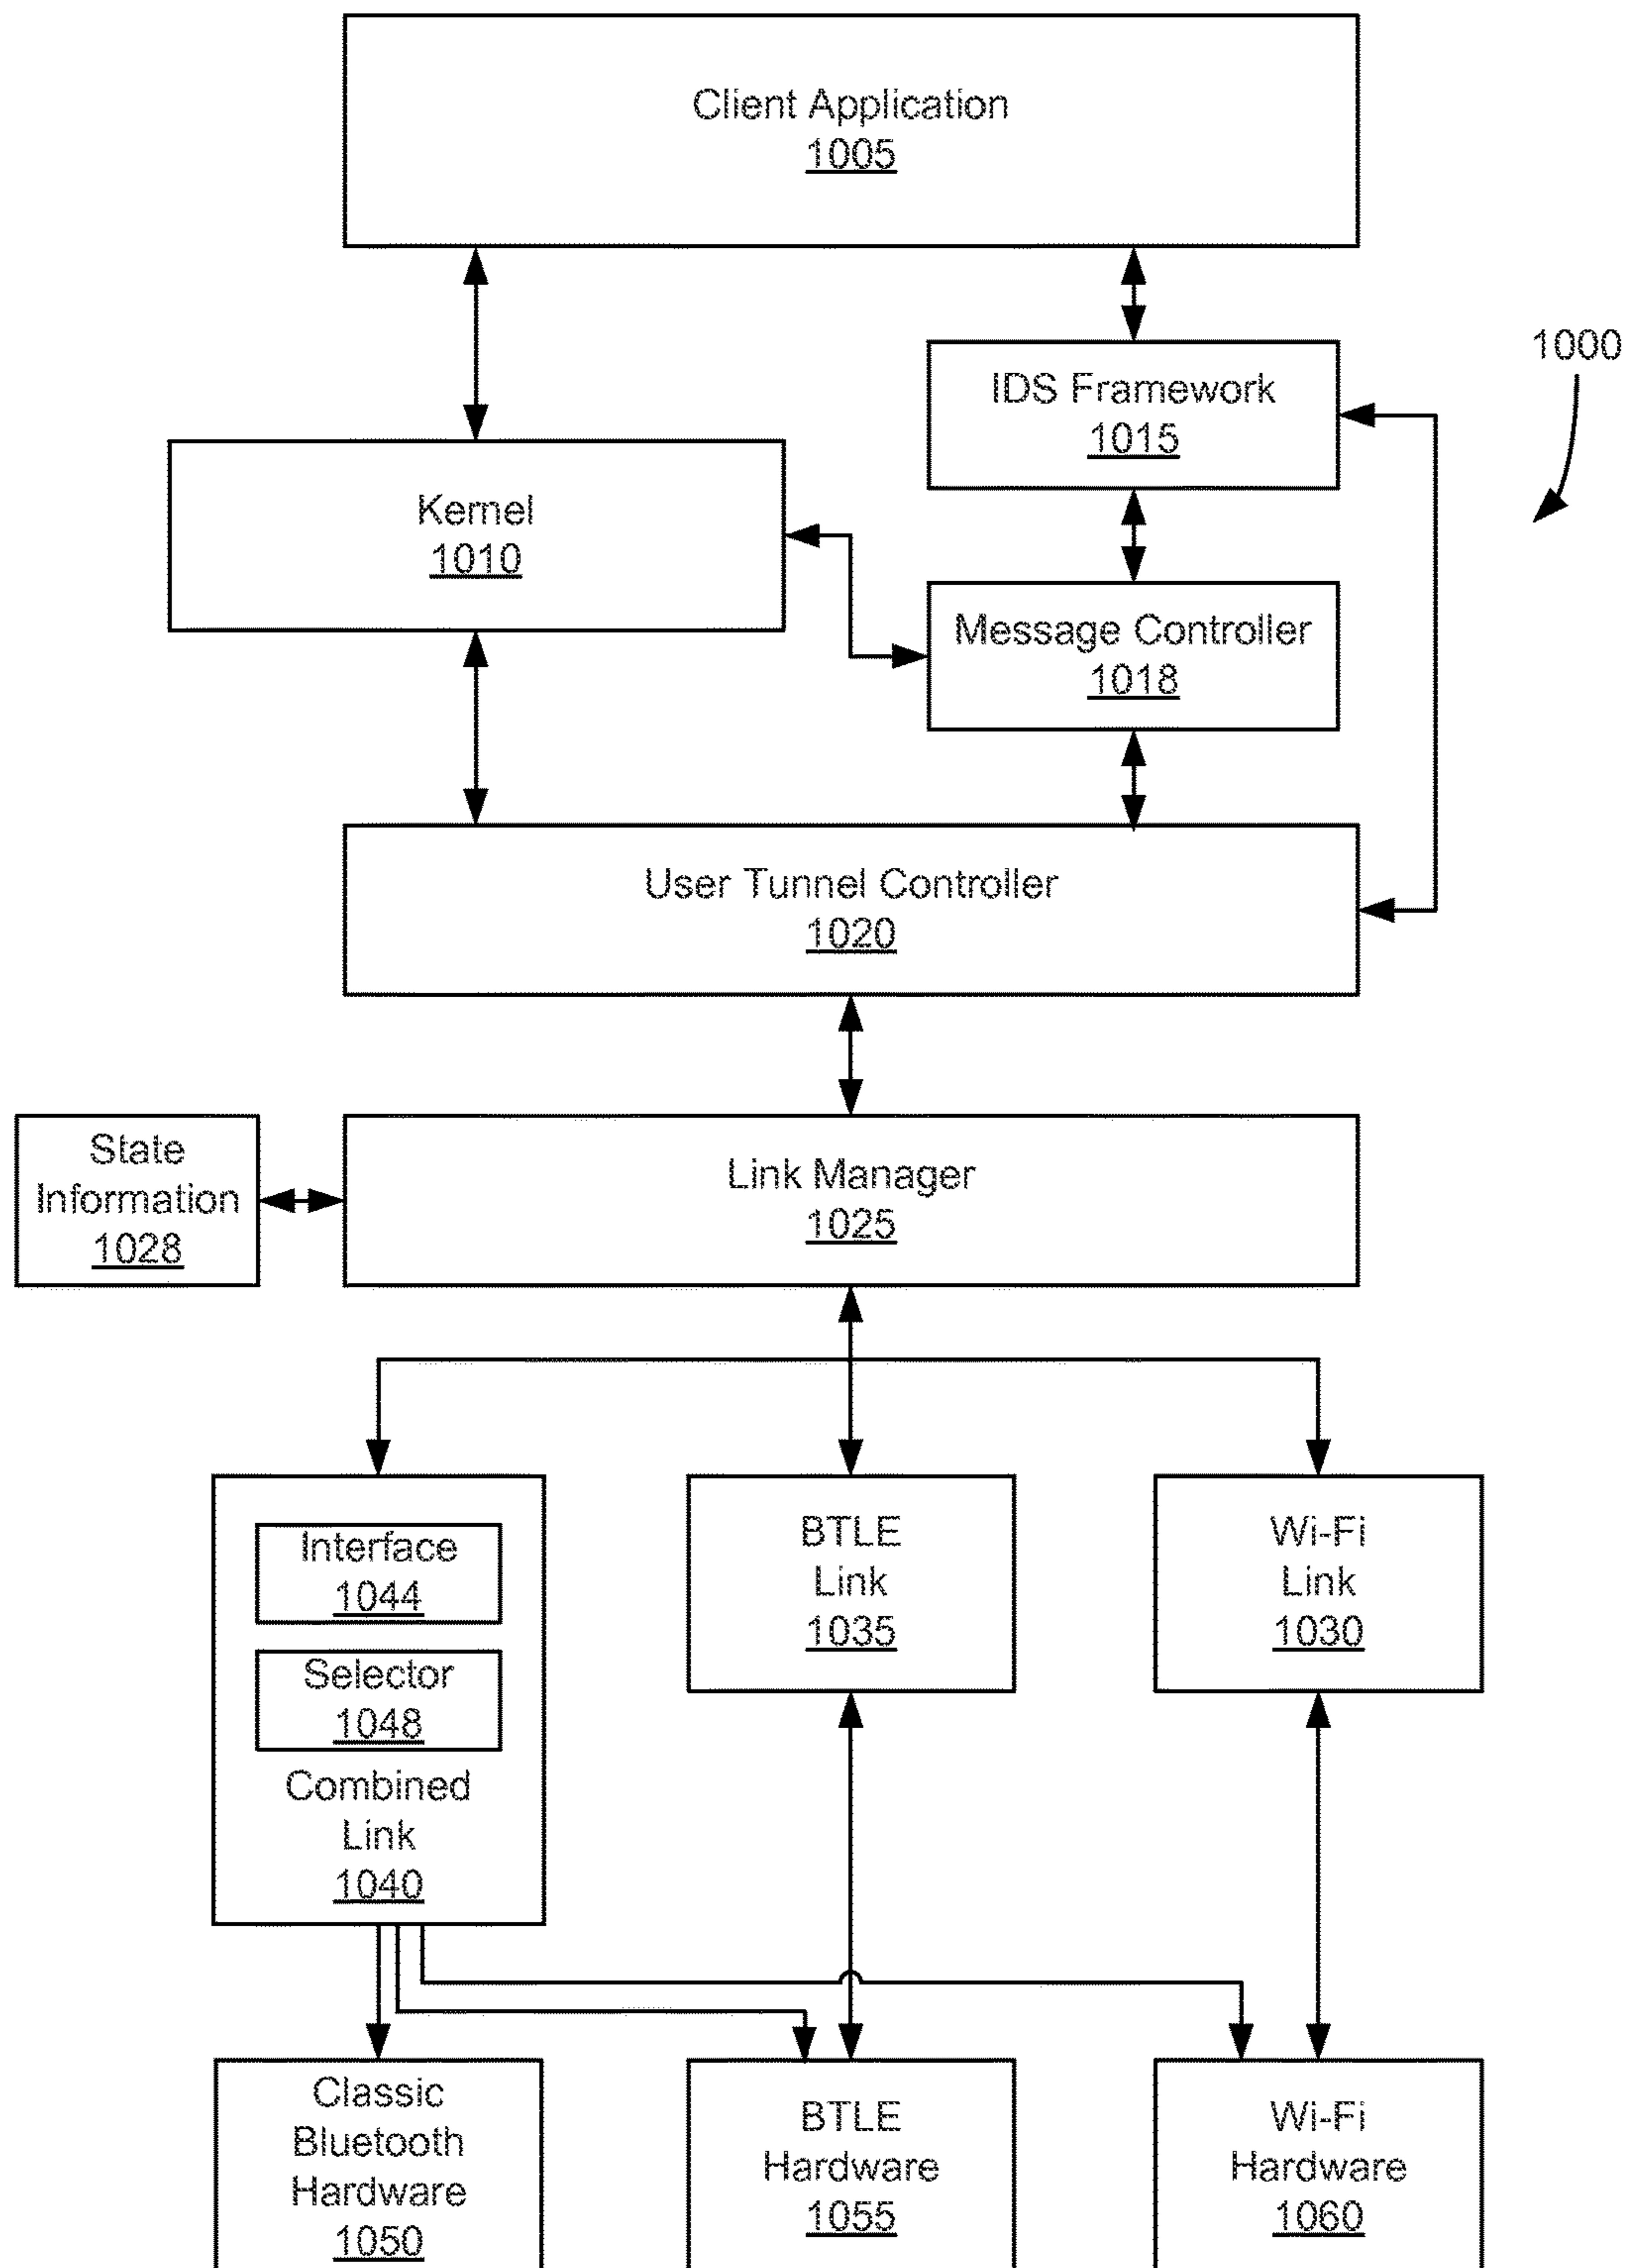 Client Application
1005
1000
IDS Framework
1015
Kernel
1010
Message Controller
1018
User Tunnel Controller
1020
State
Information
1028
Link Manager
1025
Interface
1044
Selector
1048
Combined
Link
1040
BTLE
Link
1035
Wi-Fi
Link
1030
Classic
Bluetooth
Hardware
1050
BTLE
Hardware
1055
Wi-Fi
Hardware
1060